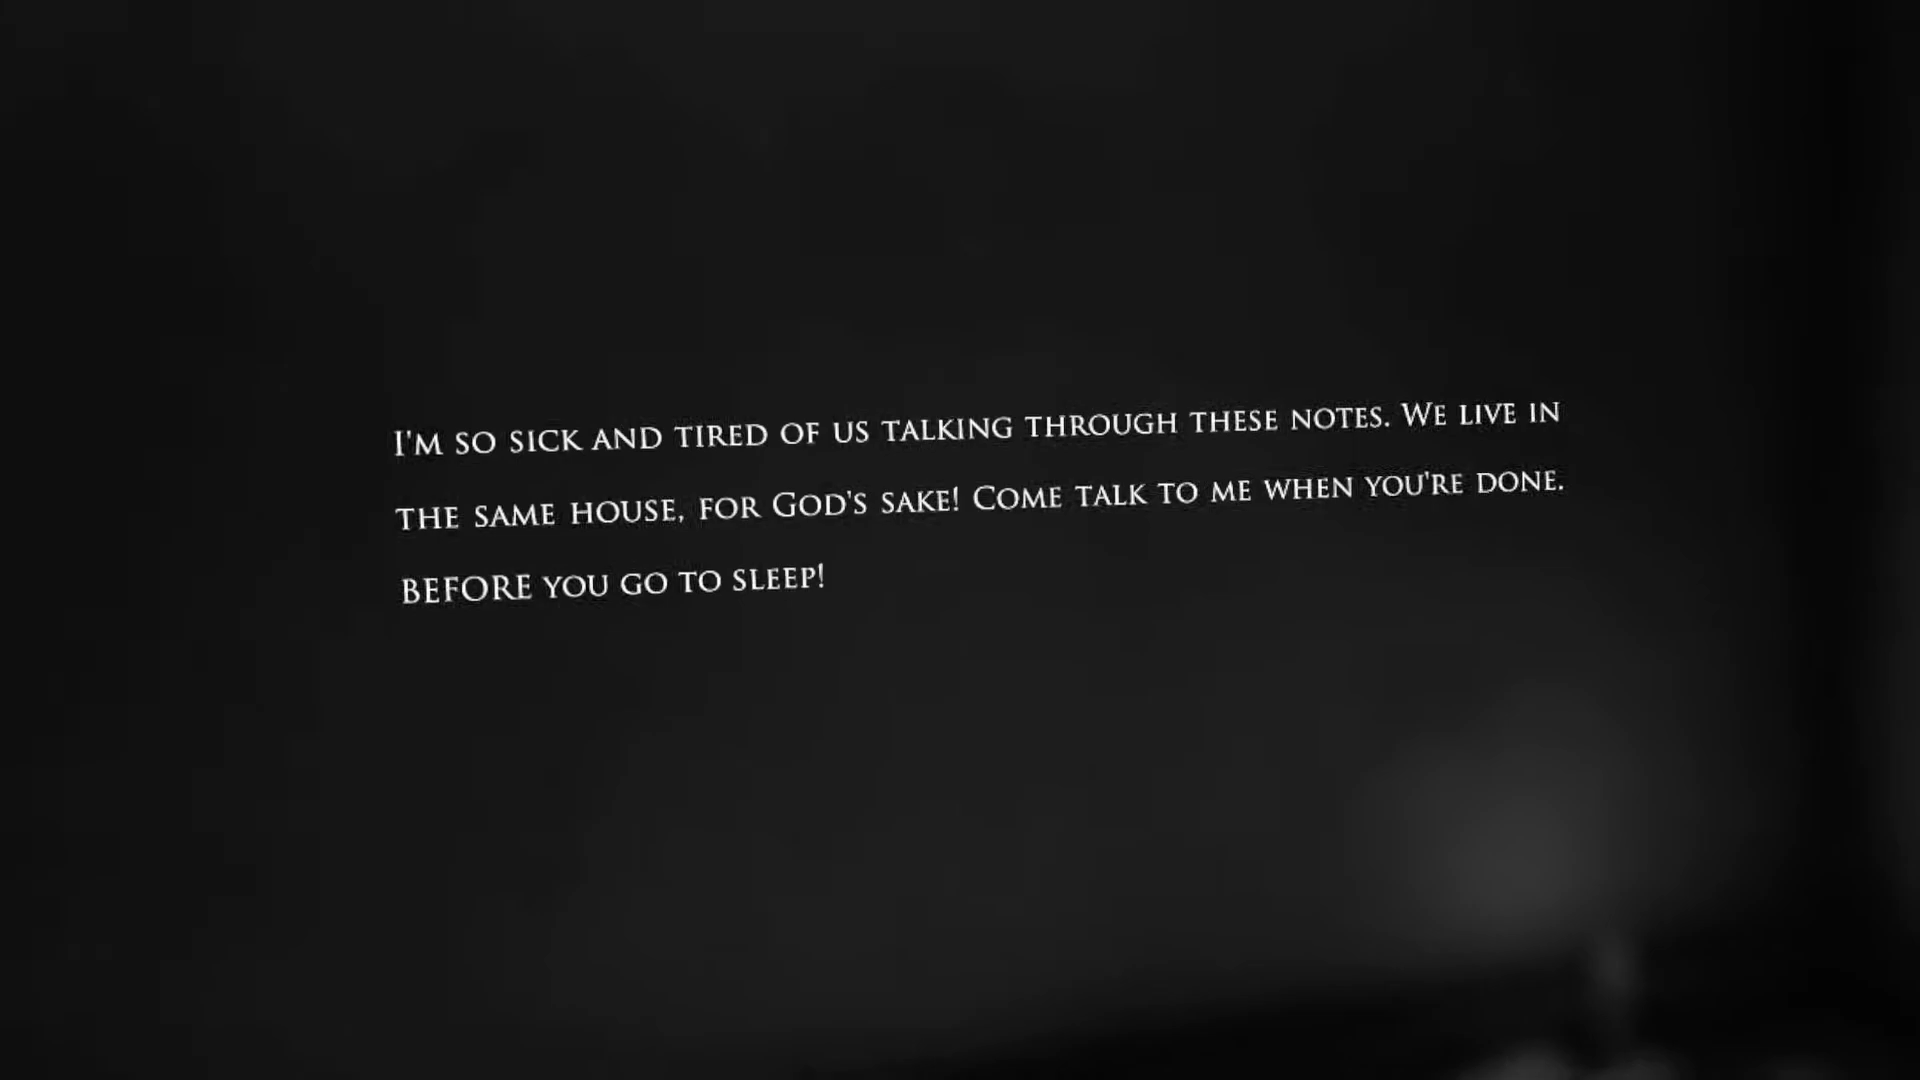 I'm so sick and tired of us talking through these notes. We live in
the same house, for God's sake! Come talk to me when you're done.
before you go to sleep!